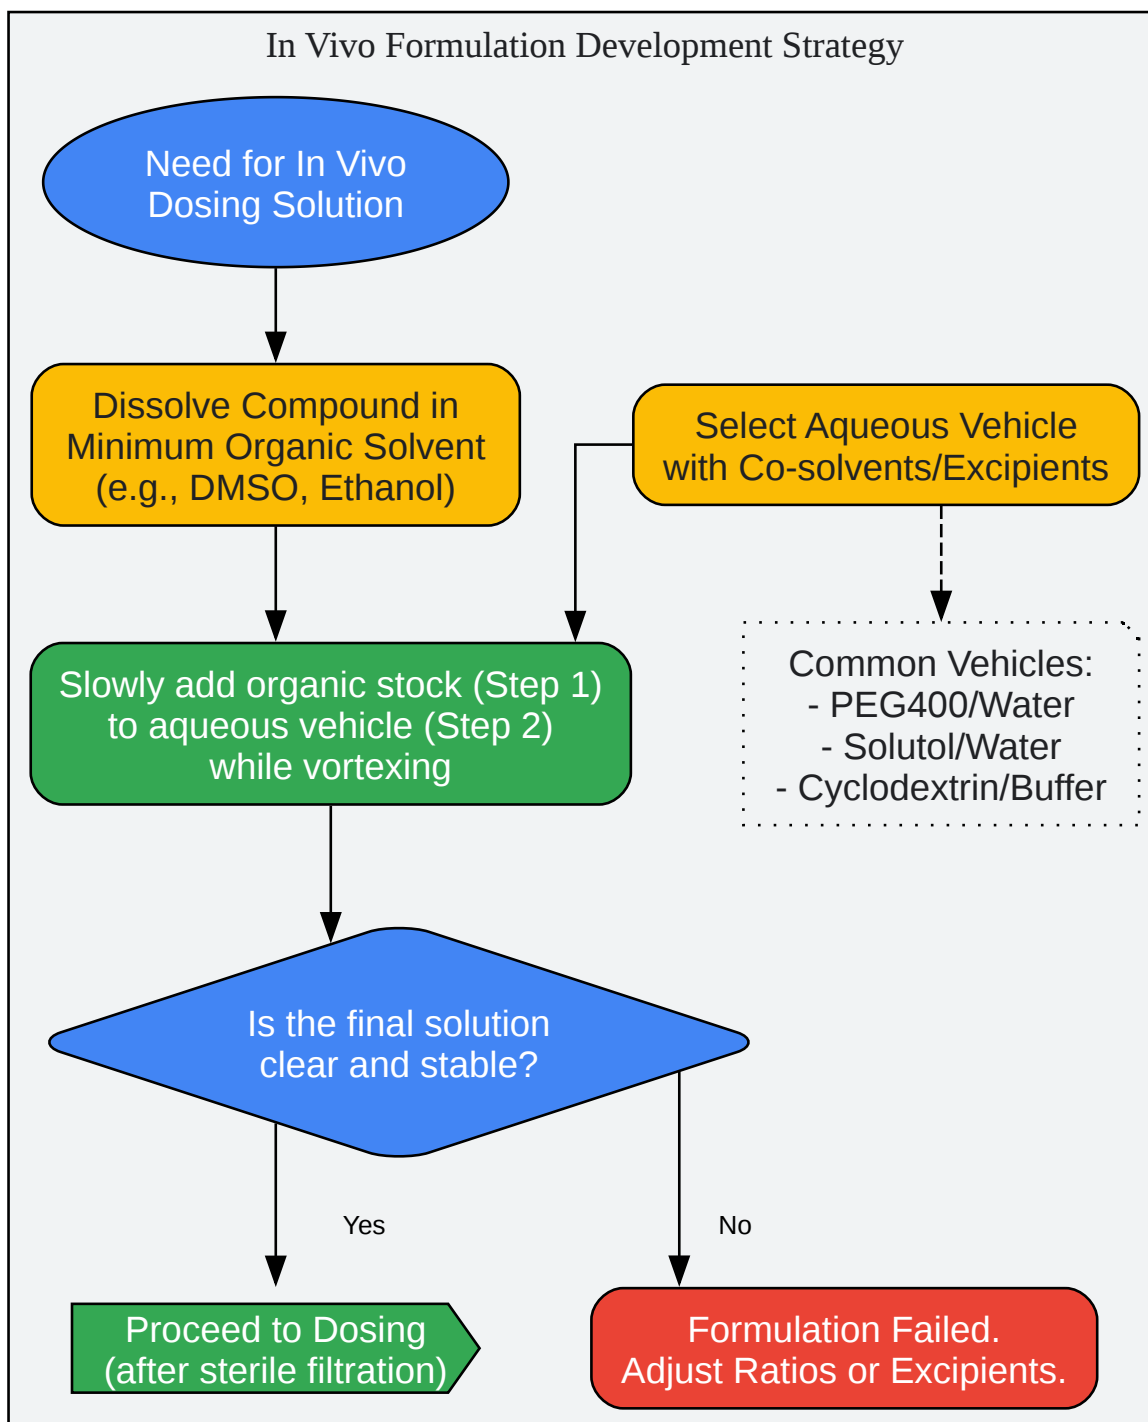 In Vivo Formulation Development Strategy
Need for In Vivo
Dosing Solution
Dissolve Compound in
Minimum Organic Solvent
(e.g., DMSO, Ethanol)
Select Aqueous Vehicle
with Co-solvents/Excipients
Slowly add organic stock (Step 1)
to aqueous vehicle (Step 2)
while vortexing
Common Vehicles:
- PEG400/Water
- Solutol/Water
- Cyclodextrin/Buffer
Is the final solution
clear and stable?
Yes
No
Proceed to Dosing
(after sterile filtration)
Formulation Failed.
Adjust Ratios or Excipients.